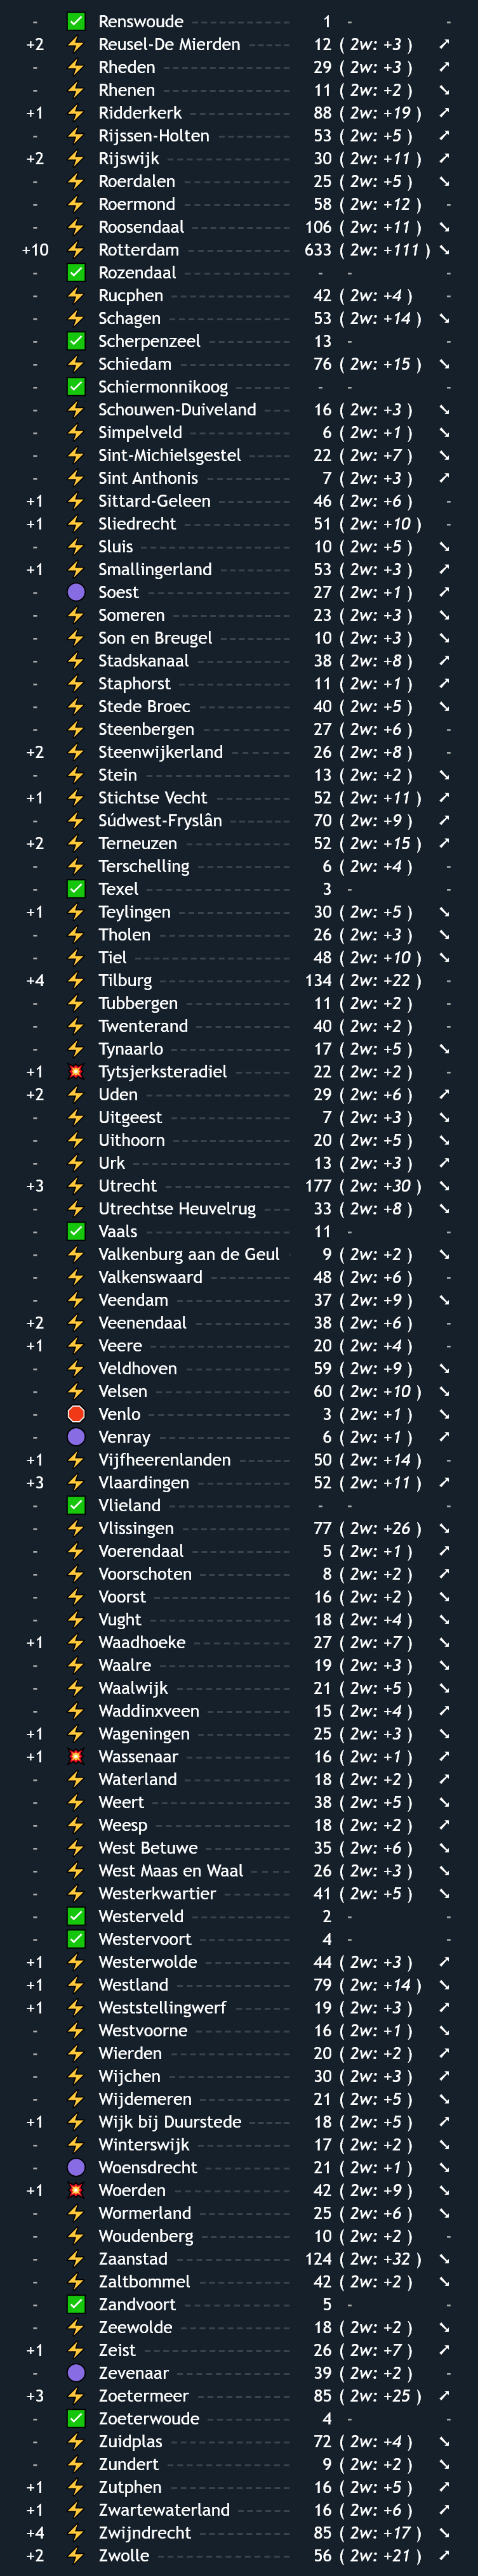 - ✅ Renswoude 1 - -
+2 ⚡ Reusel-De Mierden 12 ( 2w: +3 ) ➚
- ⚡ Rheden 29 ( 2w: +3 ) ➚
- ⚡ Rhenen 11 ( 2w: +2 ) ➘
+1 ⚡ Ridderkerk 88 ( 2w: +19 ) ➚
- ⚡ Rijssen-Holten 53 ( 2w: +5 ) ➚
+2 ⚡ Rijswijk 30 ( 2w: +11 ) ➚
- ⚡ Roerdalen 25 ( 2w: +5 ) ➘
- ⚡ Roermond 58 ( 2w: +12 ) -
- ⚡ Roosendaal 106 ( 2w: +11 ) ➘
+10 ⚡ Rotterdam 633 ( 2w: +111 ) ➘
- ✅ Rozendaal - - -
- ⚡ Rucphen 42 ( 2w: +4 ) -
- ⚡ Schagen 53 ( 2w: +14 ) ➘
- ✅ Scherpenzeel 13 - -
- ⚡ Schiedam 76 ( 2w: +15 ) ➘
- ✅ Schiermonnikoog - - -
- ⚡ Schouwen-Duiveland 16 ( 2w: +3 ) ➘
- ⚡ Simpelveld 6 ( 2w: +1 ) ➘
- ⚡ Sint-Michielsgestel 22 ( 2w: +7 ) ➘
- ⚡ Sint Anthonis 7 ( 2w: +3 ) ➚
+1 ⚡ Sittard-Geleen 46 ( 2w: +6 ) -
+1 ⚡ Sliedrecht 51 ( 2w: +10 ) -
- ⚡ Sluis 10 ( 2w: +5 ) ➘
+1 ⚡ Smallingerland 53 ( 2w: +3 ) ➚
- 🟣 Soest 27 ( 2w: +1 ) ➚
- ⚡ Someren 23 ( 2w: +3 ) ➘
- ⚡ Son en Breugel 10 ( 2w: +3 ) ➘
- ⚡ Stadskanaal 38 ( 2w: +8 ) ➚
- ⚡ Staphorst 11 ( 2w: +1 ) ➚
- ⚡ Stede Broec 40 ( 2w: +5 ) ➘
- ⚡ Steenbergen 27 ( 2w: +6 ) -
+2 ⚡ Steenwijkerland 26 ( 2w: +8 ) -
- ⚡ Stein 13 ( 2w: +2 ) ➘
+1 ⚡ Stichtse Vecht 52 ( 2w: +11 ) ➚
- ⚡ Súdwest-Fryslân 70 ( 2w: +9 ) ➚
+2 ⚡ Terneuzen 52 ( 2w: +15 ) ➚
- ⚡ Terschelling 6 ( 2w: +4 ) -
- ✅ Texel 3 - -
+1 ⚡ Teylingen 30 ( 2w: +5 ) ➘
- ⚡ Tholen 26 ( 2w: +3 ) ➘
- ⚡ Tiel 48 ( 2w: +10 ) ➘
+4 ⚡ Tilburg 134 ( 2w: +22 ) -
- ⚡ Tubbergen 11 ( 2w: +2 ) -
- ⚡ Twenterand 40 ( 2w: +2 ) -
- ⚡ Tynaarlo 17 ( 2w: +5 ) ➘
+1 💥 Tytsjerksteradiel 22 ( 2w: +2 ) -
+2 ⚡ Uden 29 ( 2w: +6 ) ➚
- ⚡ Uitgeest 7 ( 2w: +3 ) ➘
- ⚡ Uithoorn 20 ( 2w: +5 ) ➘
- ⚡ Urk 13 ( 2w: +3 ) ➚
+3 ⚡ Utrecht 177 ( 2w: +30 ) ➘
- ⚡ Utrechtse Heuvelrug 33 ( 2w: +8 ) ➘
- ✅ Vaals 11 - -
- ⚡ Valkenburg aan de Geul 9 ( 2w: +2 ) ➘
- ⚡ Valkenswaard 48 ( 2w: +6 ) -
- ⚡ Veendam 37 ( 2w: +9 ) ➘
+2 ⚡ Veenendaal 38 ( 2w: +6 ) -
+1 ⚡ Veere 20 ( 2w: +4 ) -
- ⚡ Veldhoven 59 ( 2w: +9 ) ➘
- ⚡ Velsen 60 ( 2w: +10 ) ➘
- 🛑 Venlo 3 ( 2w: +1 ) ➘
- 🟣 Venray 6 ( 2w: +1 ) ➚
+1 ⚡ Vijfheerenlanden 50 ( 2w: +14 ) -
+3 ⚡ Vlaardingen 52 ( 2w: +11 ) ➚
- ✅ Vlieland - - -
- ⚡ Vlissingen 77 ( 2w: +26 ) ➘
- ⚡ Voerendaal 5 ( 2w: +1 ) ➚
- ⚡ Voorschoten 8 ( 2w: +2 ) ➚
- ⚡ Voorst 16 ( 2w: +2 ) ➘
- ⚡ Vught 18 ( 2w: +4 ) ➘
+1 ⚡ Waadhoeke 27 ( 2w: +7 ) ➘
- ⚡ Waalre 19 ( 2w: +3 ) ➘
- ⚡ Waalwijk 21 ( 2w: +5 ) ➘
- ⚡ Waddinxveen 15 ( 2w: +4 ) ➚
+1 ⚡ Wageningen 25 ( 2w: +3 ) ➘
+1 💥 Wassenaar 16 ( 2w: +1 ) ➚
- ⚡ Waterland 18 ( 2w: +2 ) ➚
- ⚡ Weert 38 ( 2w: +5 ) ➘
- ⚡ Weesp 18 ( 2w: +2 ) ➚
- ⚡ West Betuwe 35 ( 2w: +6 ) ➘
- ⚡ West Maas en Waal 26 ( 2w: +3 ) ➘
- ⚡ Westerkwartier 41 ( 2w: +5 ) ➘
- ✅ Westerveld 2 - -
- ✅ Westervoort 4 - -
+1 ⚡ Westerwolde 44 ( 2w: +3 ) ➚
+1 ⚡ Westland 79 ( 2w: +14 ) ➘
+1 ⚡ Weststellingwerf 19 ( 2w: +3 ) ➚
- ⚡ Westvoorne 16 ( 2w: +1 ) ➘
- ⚡ Wierden 20 ( 2w: +2 ) ➚
- ⚡ Wijchen 30 ( 2w: +3 ) ➚
- ⚡ Wijdemeren 21 ( 2w: +5 ) ➘
+1 ⚡ Wijk bij Duurstede 18 ( 2w: +5 ) ➚
- ⚡ Winterswijk 17 ( 2w: +2 ) ➘
- 🟣 Woensdrecht 21 ( 2w: +1 ) ➘
+1 💥 Woerden 42 ( 2w: +9 ) ➘
- ⚡ Wormerland 25 ( 2w: +6 ) ➘
- ⚡ Woudenberg 10 ( 2w: +2 ) -
- ⚡ Zaanstad 124 ( 2w: +32 ) ➘
- ⚡ Zaltbommel 42 ( 2w: +2 ) ➘
- ✅ Zandvoort 5 - -
- ⚡ Zeewolde 18 ( 2w: +2 ) ➘
+1 ⚡ Zeist 26 ( 2w: +7 ) ➚
- 🟣 Zevenaar 39 ( 2w: +2 ) -
+3 ⚡ Zoetermeer 85 ( 2w: +25 ) ➚
- ✅ Zoeterwoude 4 - -
- ⚡ Zuidplas 72 ( 2w: +4 ) ➘
- ⚡ Zundert 9 ( 2w: +2 ) ➘
+1 ⚡ Zutphen 16 ( 2w: +5 ) ➚
+1 ⚡ Zwartewaterland 16 ( 2w: +6 ) ➚
+4 ⚡ Zwijndrecht 85 ( 2w: +17 ) ➘
+2 ⚡ Zwolle 56 ( 2w: +21 ) ➚